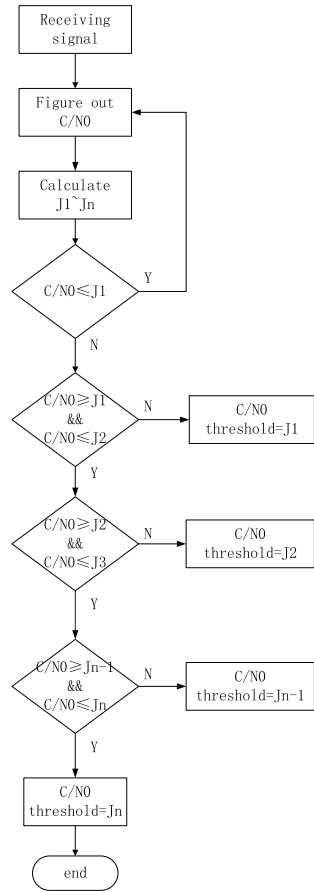 Receiving
signal
Figure out
C/N0
Calculate
J1~Jn
C/N0≤J1
Y
N
C/N0≥J1
&&
C/N0≤J2
N
C/N0
threshold=J1
Y
C/N0≥J2
&&
C/N0≤J3
N
C/N0
threshold=J2
Y
C/N0≥Jn-1
&&
C/N0≤Jn
N
C/N0
threshold=Jn-1
Y
C/N0
threshold=Jn
end